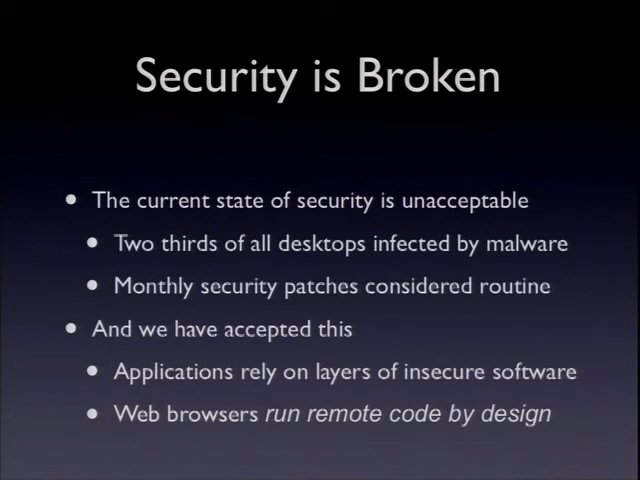 Security is Broken
• The current state of security is unacceptable
• Two thirds of all desktops infected by malware
• Monthly security patches considered routine
• And we have accepted this
• Applications rely on layers of insecure software
• Web browsers run remote code by design